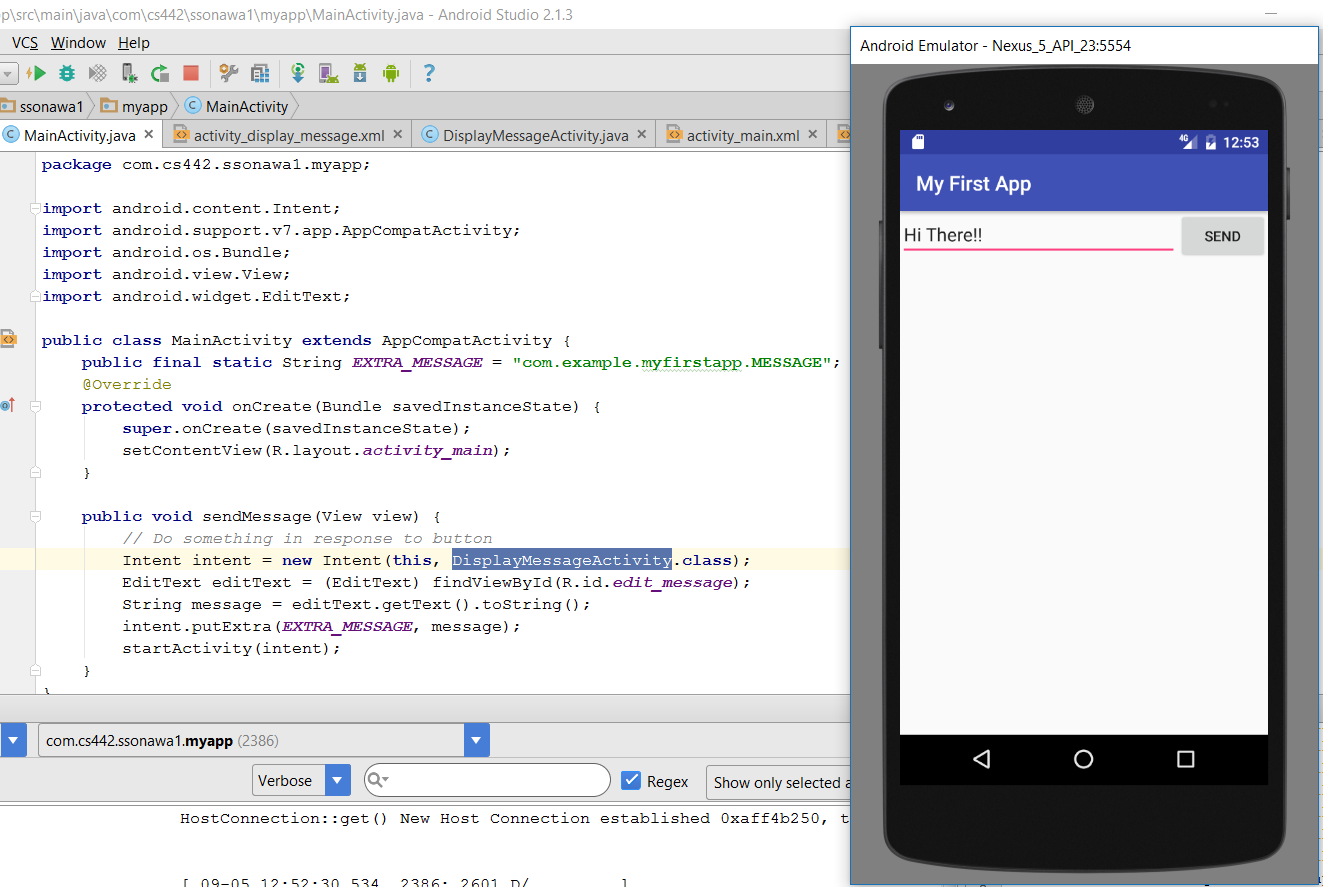 p\src\main\java\com\cs442\ssonawa1\myapp\MainActivity.java - Android Studio 2.1.3
VCS Window Help
ssonawa1 myapp MainActivity
MainActivity.java activity_display_message.xml DisplayMessageActivity.java activity_main.xml
package com.cs442.ssonawa1.myapp;
import android.content.Intent;
import android.support.v7.app.AppCompatActivity;
import android.os.Bundle;
import android.view.View;
import android.widget.EditText;
public class MainActivity extends AppCompatActivity {
public final static String EXTRA_MESSAGE = "com.example.myfirstapp.MESSAGE";
@Override
protected void onCreate(Bundle savedInstanceState) {
super.onCreate(savedInstanceState);
setContentView(R.layout.activity_main);
}
public void sendMessage(View view) {
// Do something in response to button
Intent intent = new Intent(this, DisplayMessageActivity.class);
EditText editText = (EditText) findViewById(R.id.edit_message);
String message = editText.getText().toString();
intent.putExtra(EXTRA_MESSAGE, message);
startActivity(intent);
}
}
com.cs442.ssonawa1.myapp (2386)
Verbose Regex Show only selected a
HostConnection::get() New Host Connection established 0xaff4b250, t
[ 09-05 12:52:30.534 2386: 2601 D/ ]
Android Emulator - Nexus_5_API_23:5554
4G 12:53
My First App
Hi There!! SEND